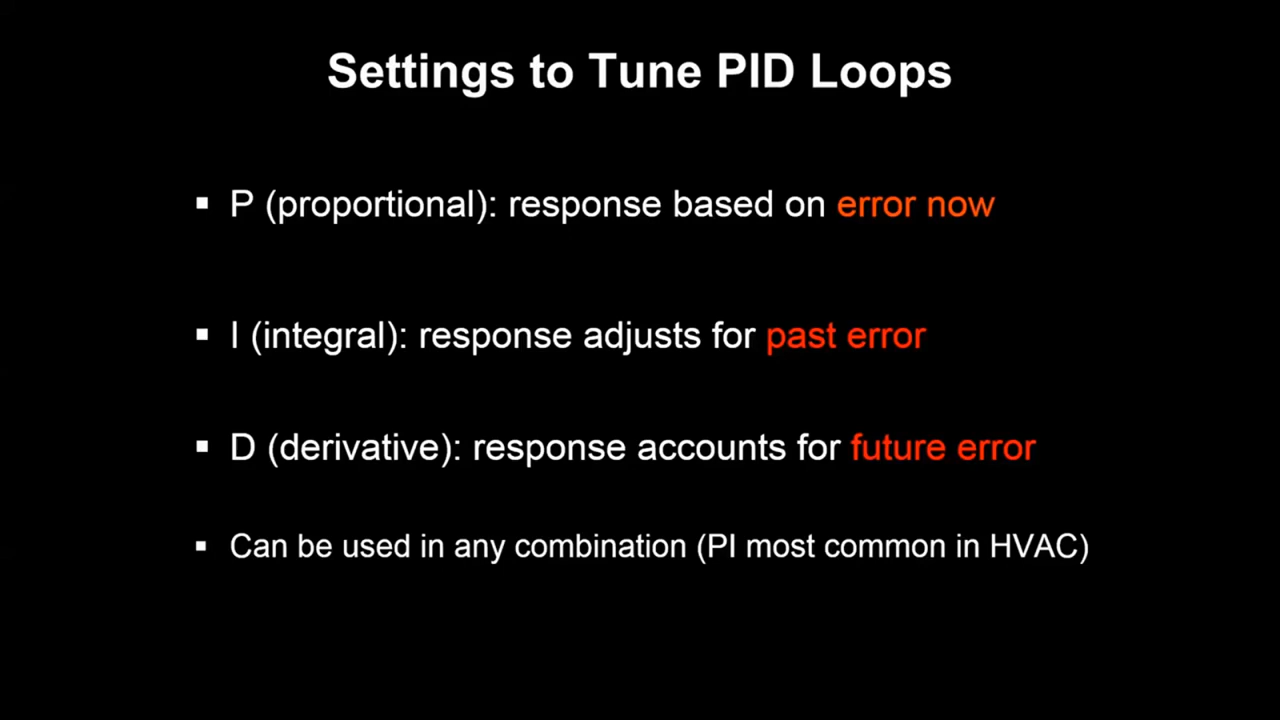 Settings to Tune PID Loops
▪ P (proportional): response based on error now
▪ I (integral): response adjusts for past error
▪ D (derivative): response accounts for future error
▪ Can be used in any combination (PI most common in HVAC)